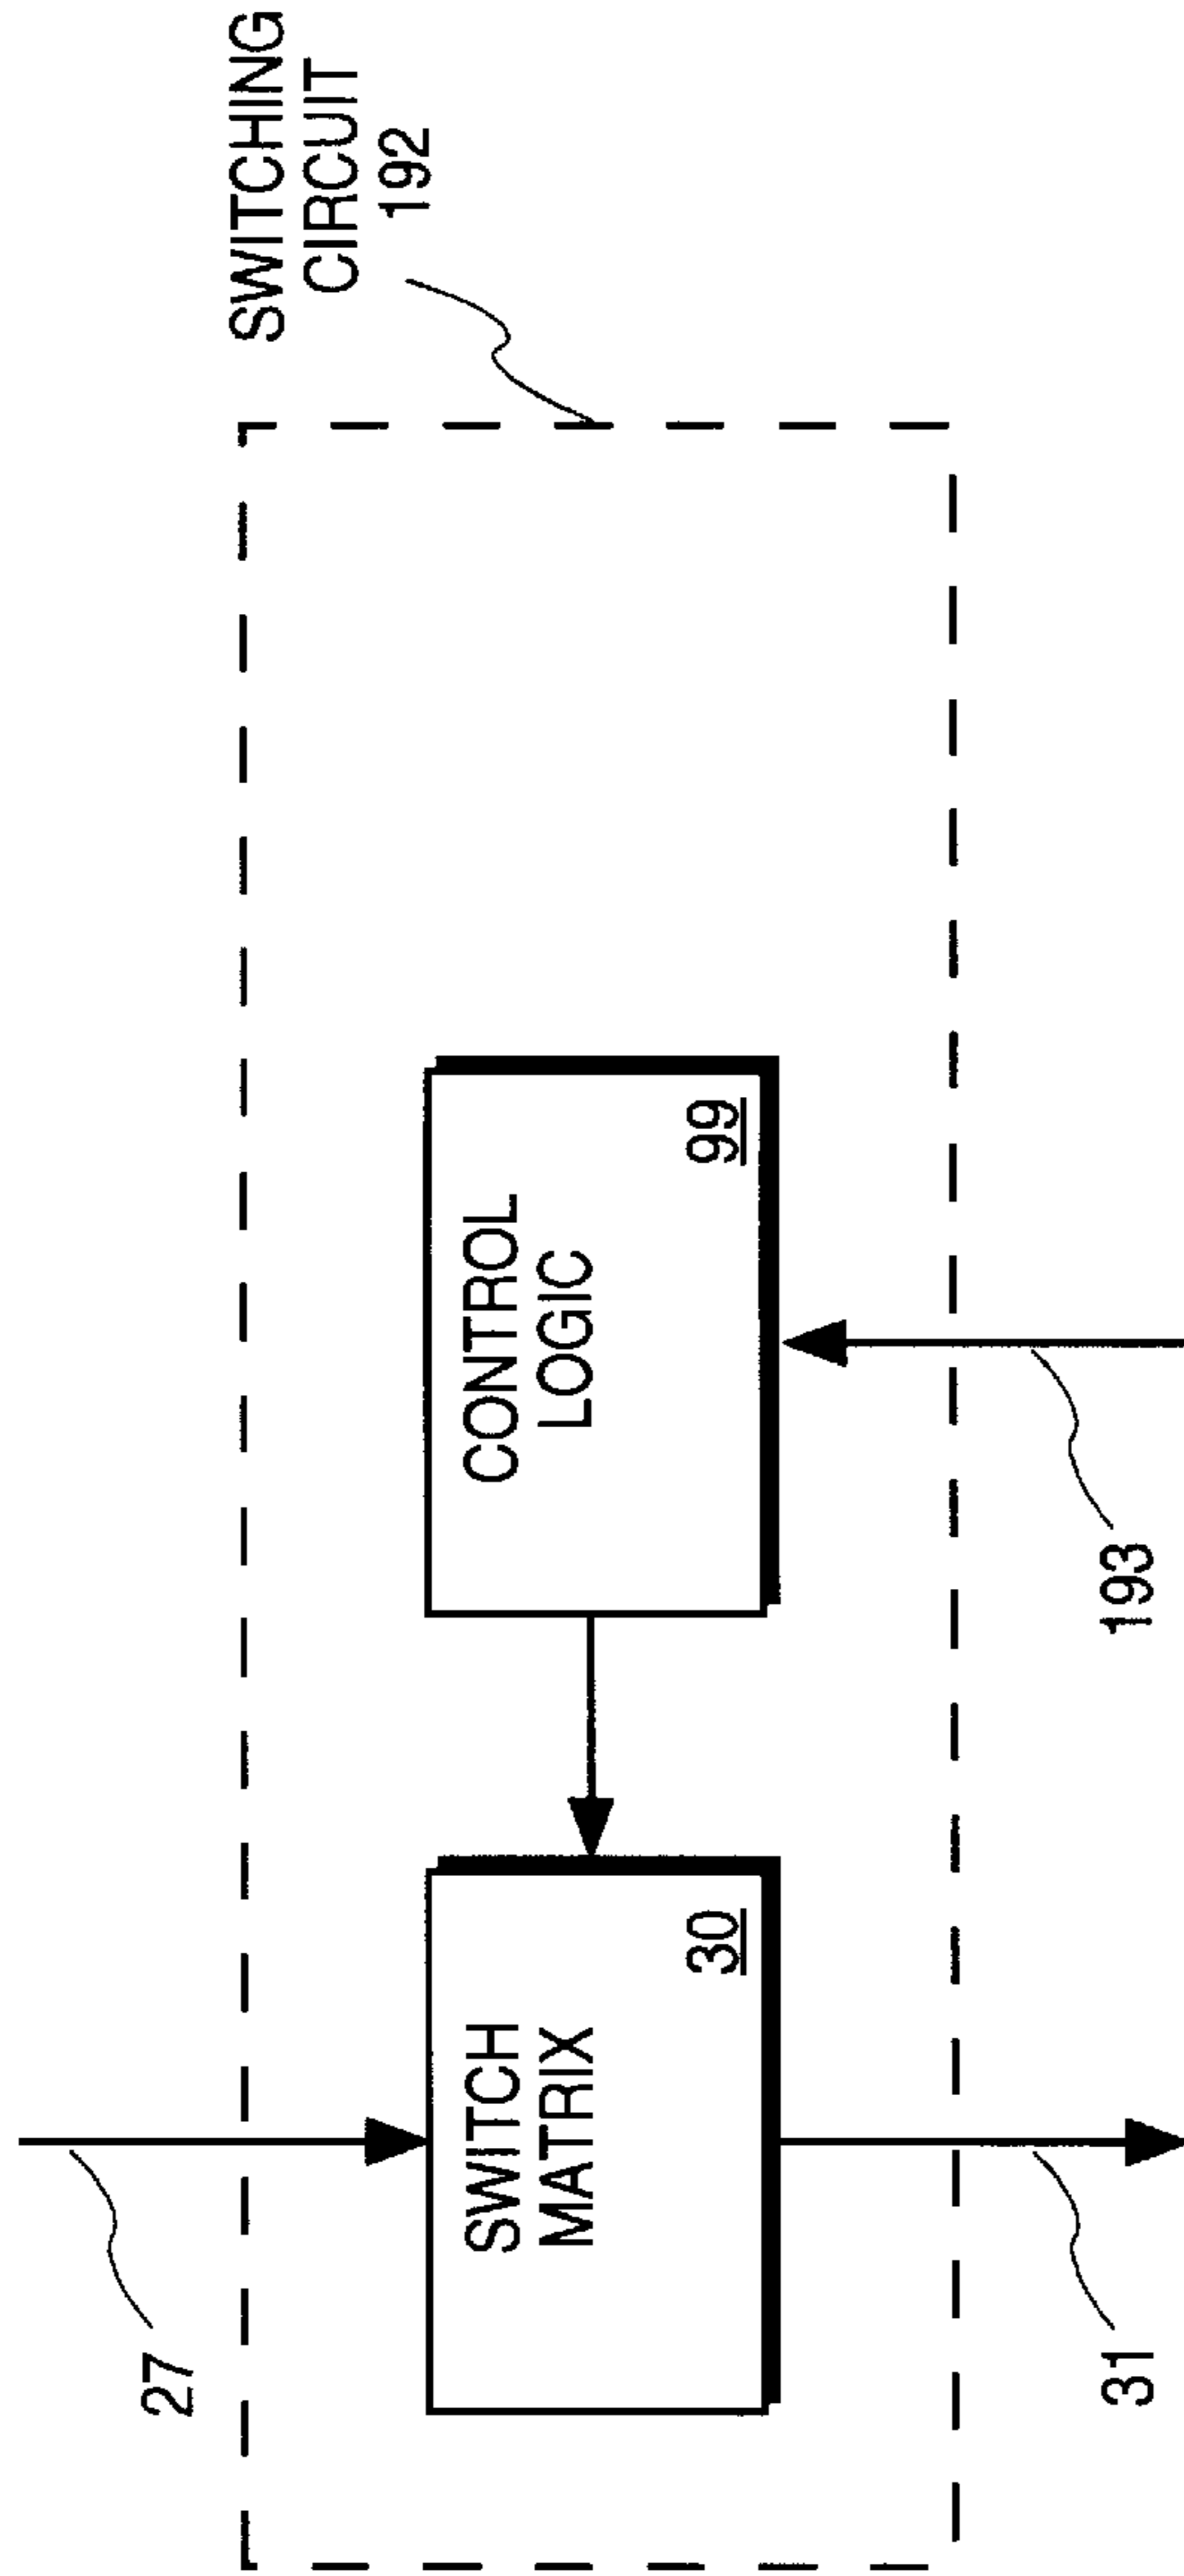 SWITCHING
CIRCUIT
192
27
SWITCH
MATRIX
30
CONTROL
LOGIC
99
31
193